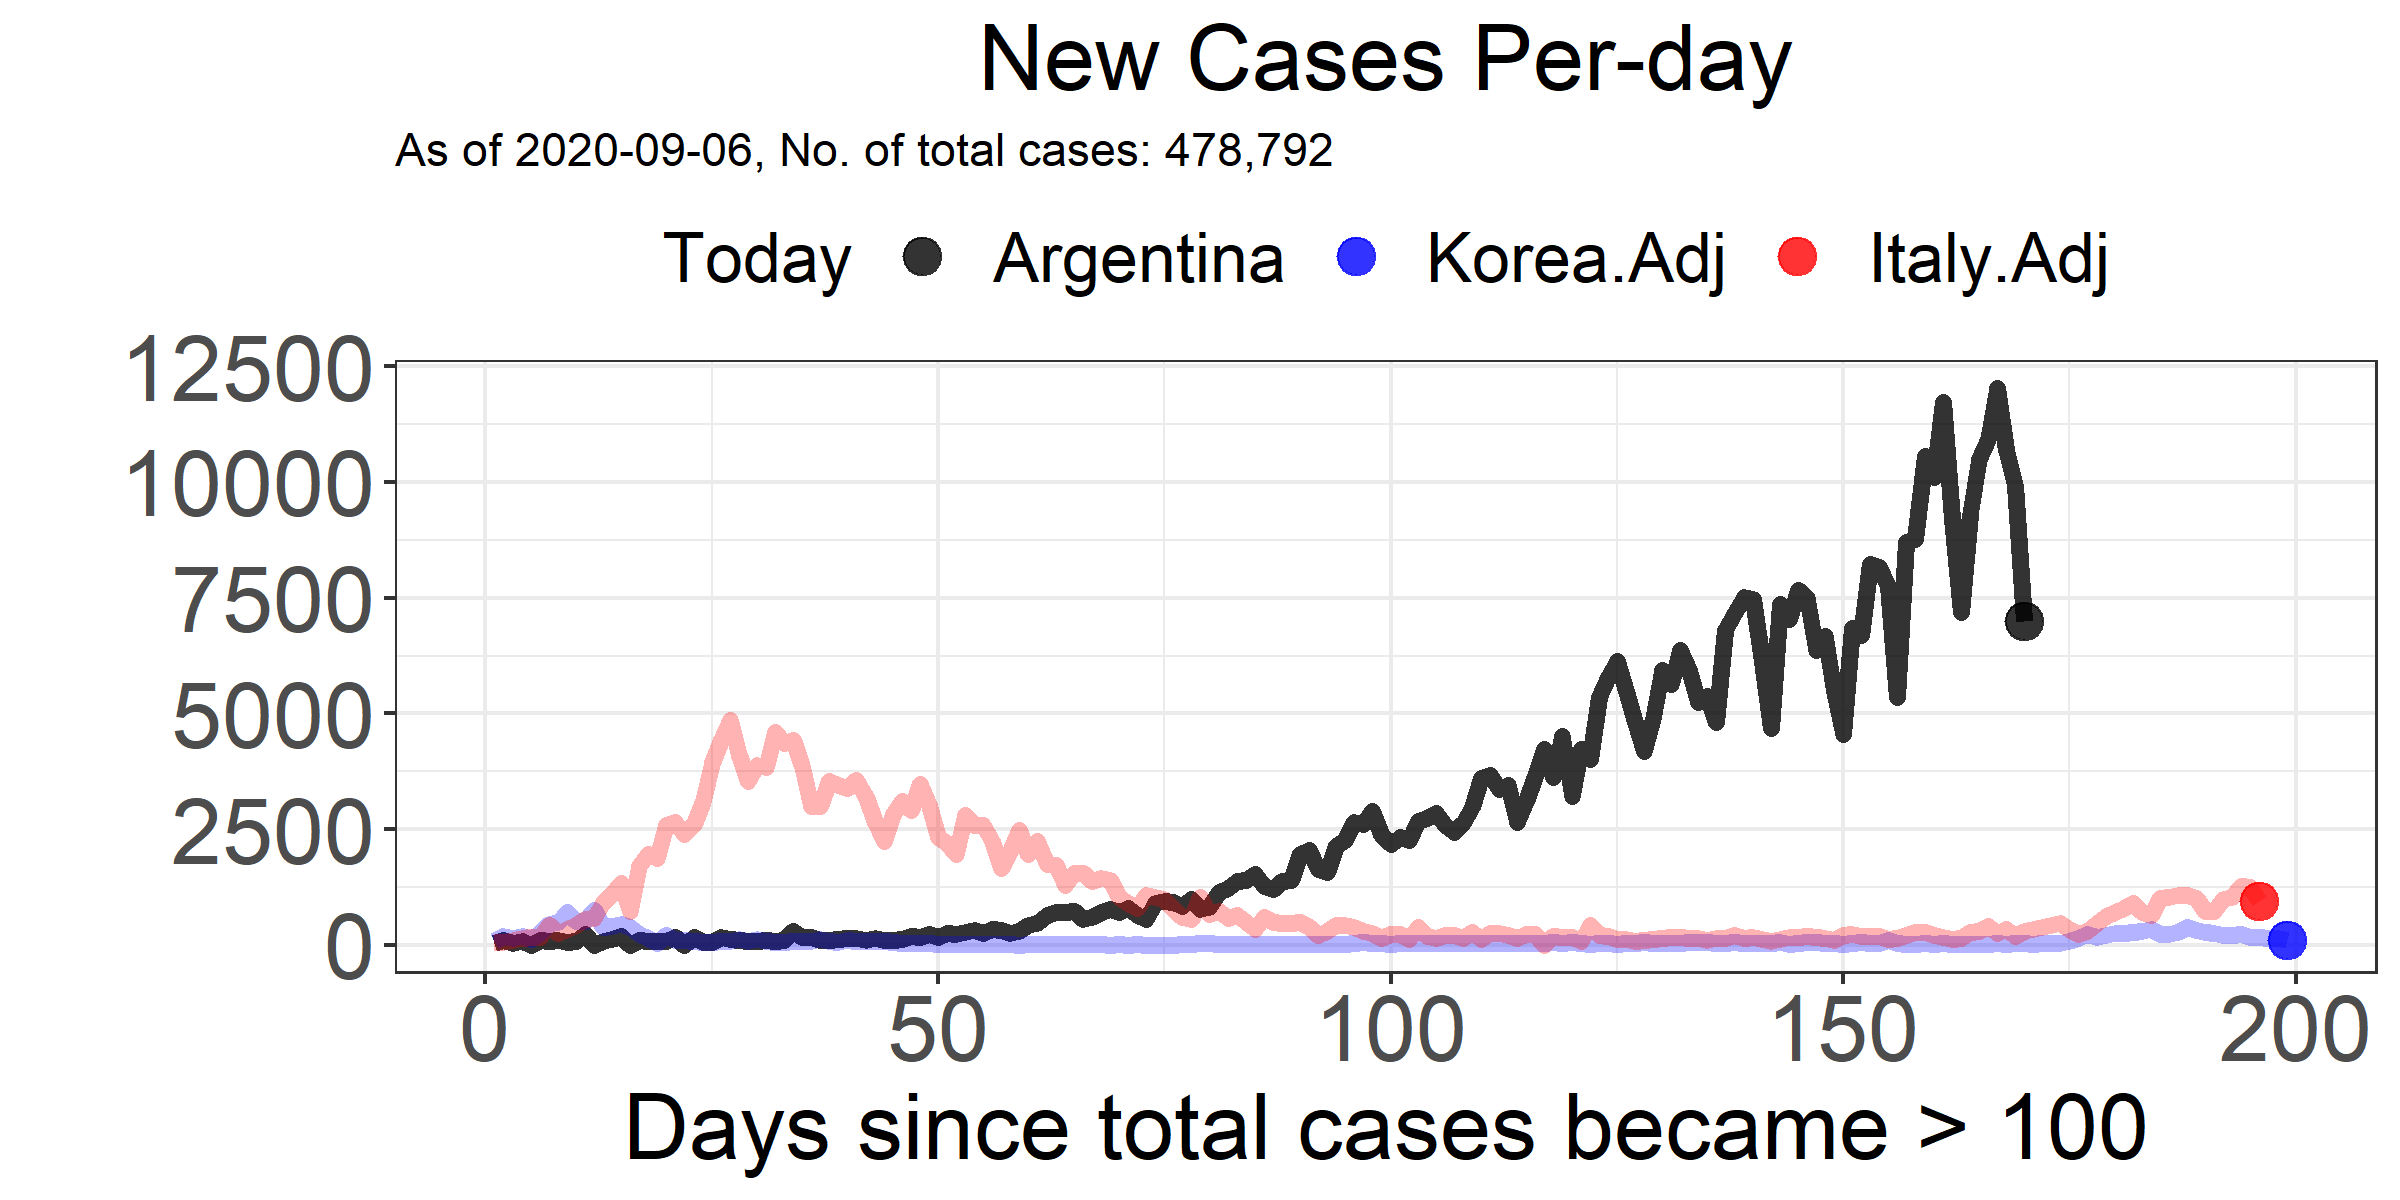 New Cases Per-day
As of 2020-09-06, No. of total cases: 478,792
Today Argentina Korea.Adj Italy.Adj
12500
10000
7500
5000
2500
0
0 50 100 150 200
Days since total cases became > 100